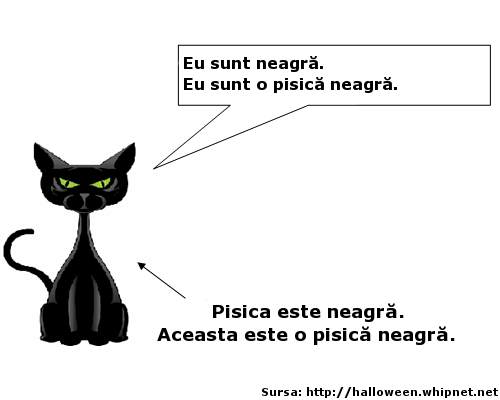 Eu sunt neagră.
Eu sunt o pisică neagră.
Pisica este neagră.
Aceasta este o pisică neagră.
Sursa: http://halloween.whipnet.net